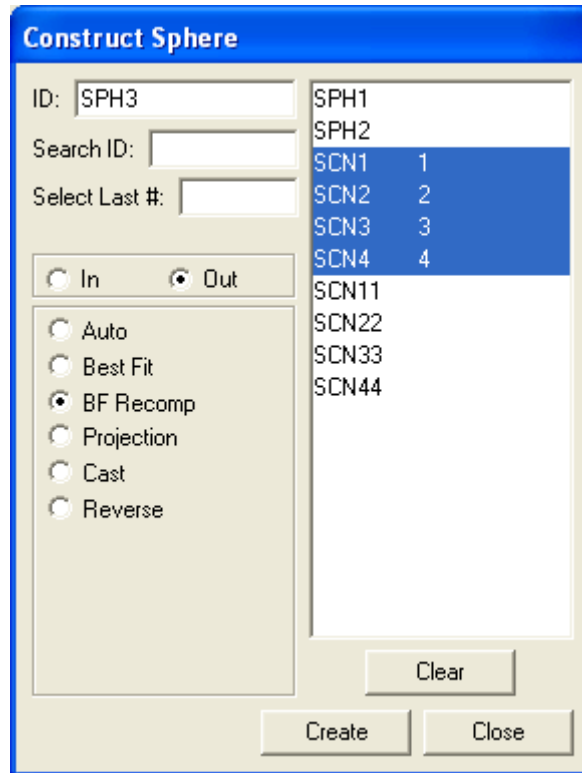 Construct Sphere
ID: SPH3
Search ID:
Select Last #:
In Out
Auto
Best Fit
BF Recomp
Projection
Cast
Reverse
SPH1
SPH2
SCN1 1
SCN2 2
SCN3 3
SCN4 4
SCN11
SCN22
SCN33
SCN44
Clear
Create Close